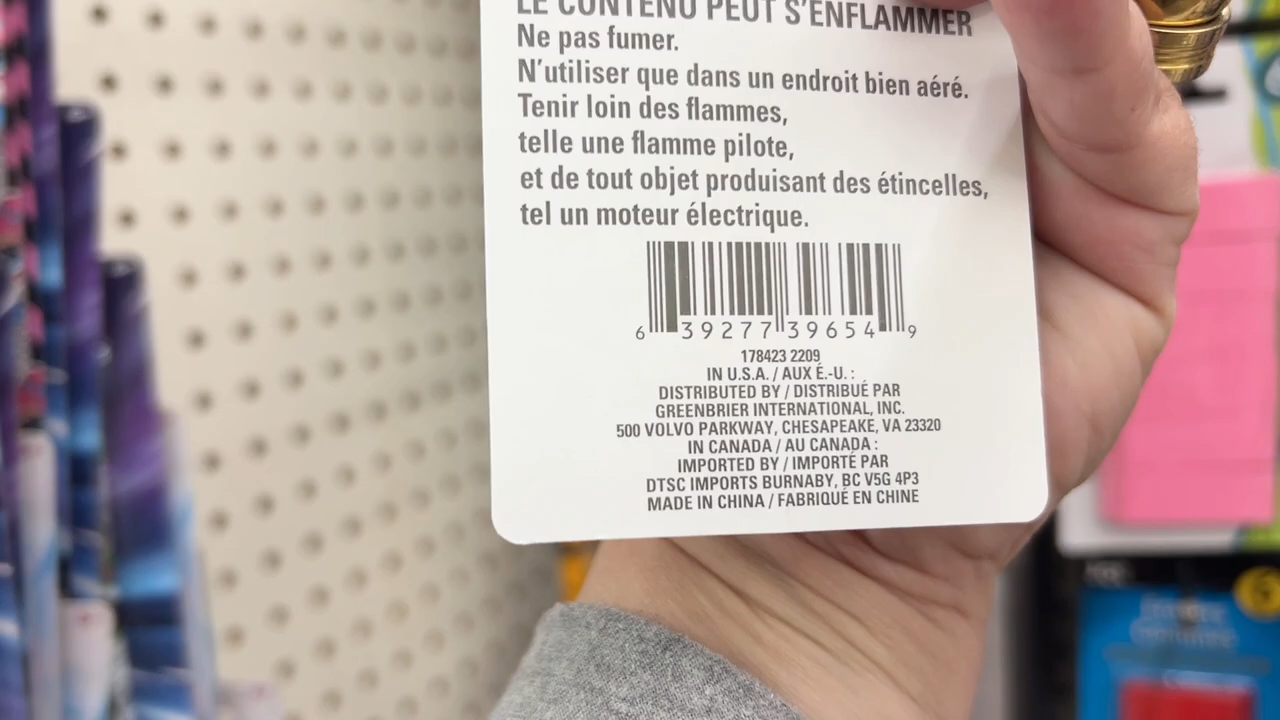 LE CONTENU PEUT S'ENFLAMMER
Ne pas fumer.
N'utiliser que dans un endroit bien aéré.
Tenir loin des flammes,
telle une flamme pilote,
et de tout objet produisant des étincelles,
tel un moteur électrique.
6 39277 39654 9
178423 2209
IN U.S.A. / AUX É.-U. :
DISTRIBUTED BY / DISTRIBUÉ PAR
GREENBRIER INTERNATIONAL, INC.
500 VOLVO PARKWAY, CHESAPEAKE, VA 23320
IN CANADA / AU CANADA :
IMPORTED BY / IMPORTÉ PAR
DTSC IMPORTS BURNABY, BC V5G 4P3
MADE IN CHINA / FABRIQUÉ EN CHINE